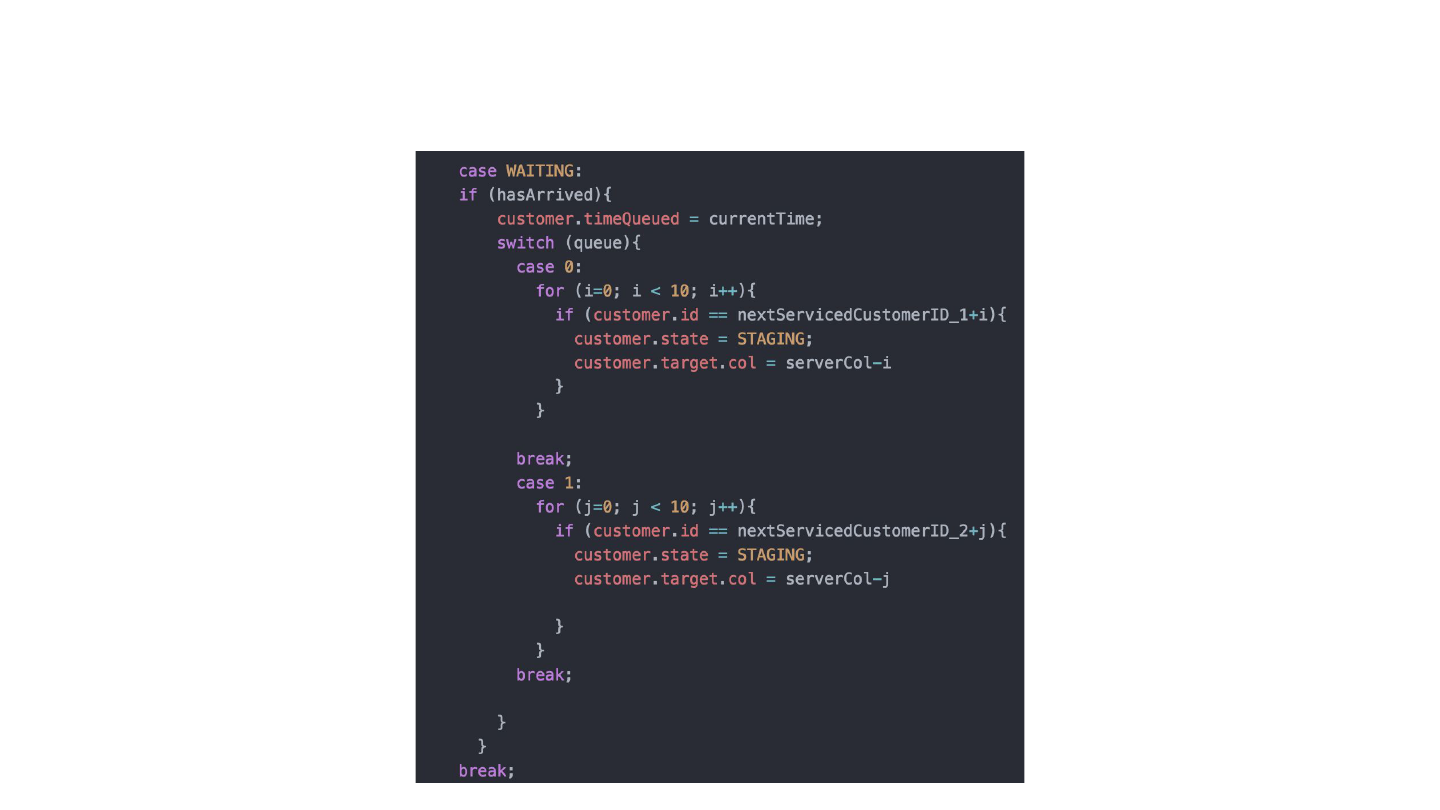 case WAITING:
if (hasArrived){
customer.timeQueued = currentTime;
switch (queue){
case 0:
for (i=0; i < 10; i++){
if (customer.id == nextServicedCustomerID_1+i){
customer.state = STAGING;
customer.target.col = serverCol-i
}
}
break;
case 1:
for (j=0; j < 10; j++){
if (customer.id == nextServicedCustomerID_2+j){
customer.state = STAGING;
customer.target.col = serverCol-j
}
}
break;
}
}
break;